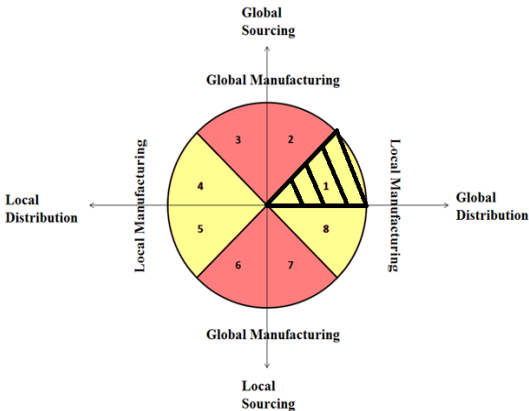 Global
Sourcing
Global Manufacturing
3
2
Local Manufacturing
4
1
Local Manufacturing
Local
Distribution
Global
Distribution
5
8
6
7
Global Manufacturing
Local
Sourcing